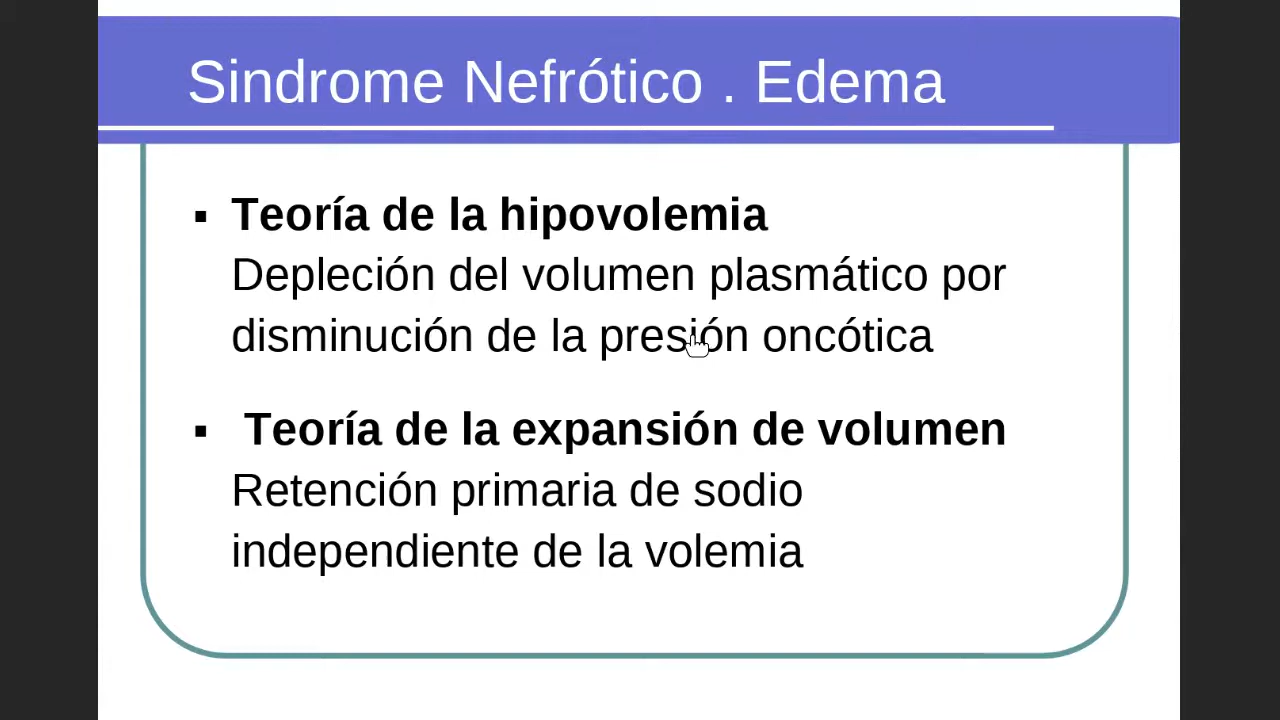 Sindrome Nefrótico . Edema
▪ Teoría de la hipovolemia
Depleción del volumen plasmático por
disminución de la presión oncótica
▪ Teoría de la expansión de volumen
Retención primaria de sodio
independiente de la volemia